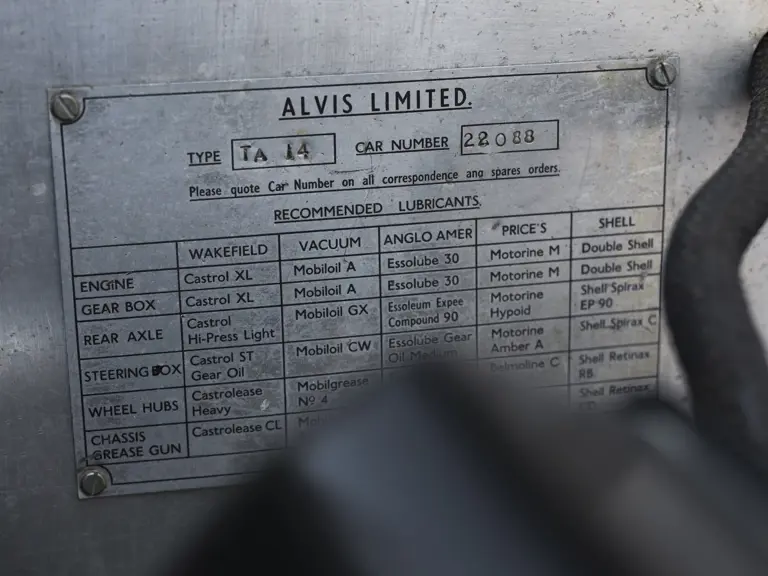 ALVIS LIMITED.
TYPE TA 14 CAR NUMBER 22088
Please quote Car Number on all correspondence and spares orders.
RECOMMENDED LUBRICANTS.
WAKEFIELD VACUUM ANGLO AMER PRICE'S SHELL
ENGINE Castrol XL Mobiloil A Essolube 30 Motorine M Double Shell
GEAR BOX Castrol XL Mobiloil A Essolube 30 Motorine M Double Shell
REAR AXLE Castrol Hi-Press Light Mobiloil GX Essoleum Expee Compound 90 Motorine Hypoid Shell Spirax EP 90
STEERING BOX Castrol ST Gear Oil Mobiloil CW Essolube Gear Oil Medium Motorine Amber A Shell Spirax C
WHEEL HUBS Castrolease Heavy Mobilgrease Nº 4 Belmoline C Shell Retinax RB
CHASSIS GREASE GUN Castrolease CL Shell Retinax